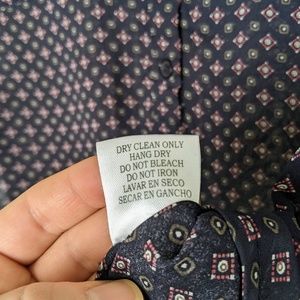 DRY CLEAN ONLY
HANG DRY
DO NOT BLEACH
DO NOT IRON
LAVAR EN SECO
SECAR EN GANCHO